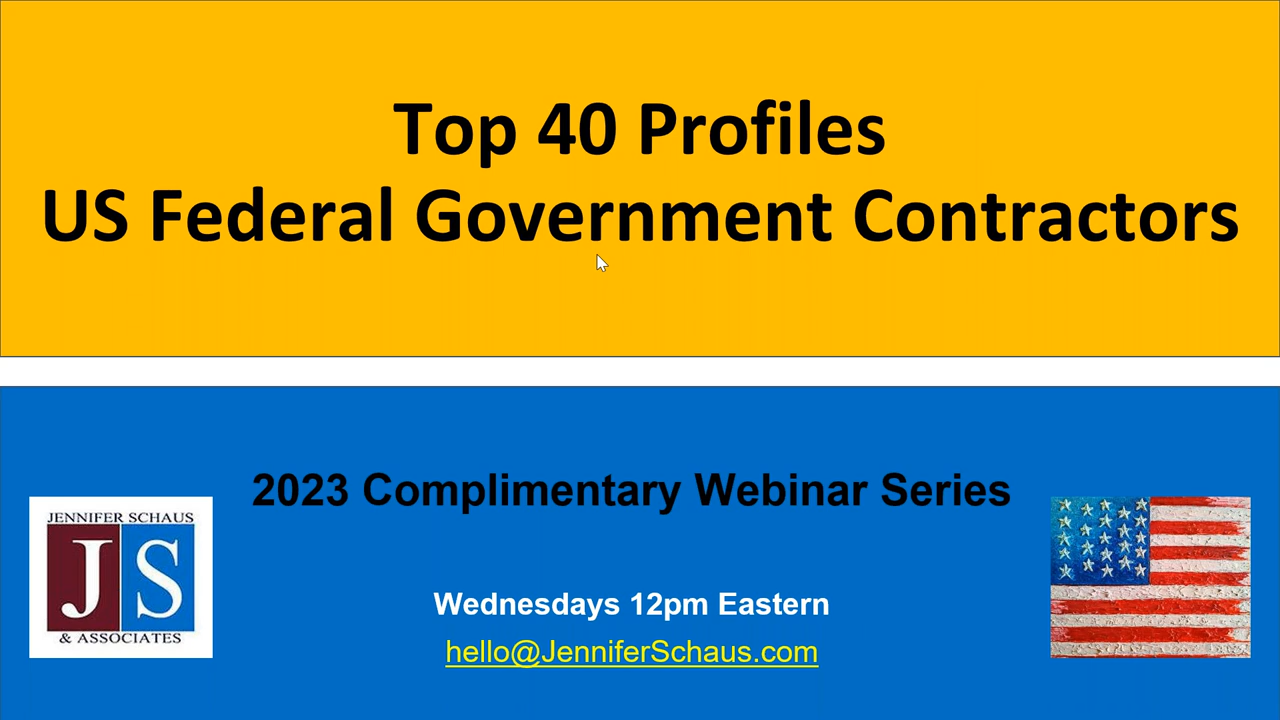 Top 40 Profiles
US Federal Government Contractors
2023 Complimentary Webinar Series
JENNIFER SCHAUS
JS
& ASSOCIATES
Wednesdays 12pm Eastern
hello@JenniferSchaus.com